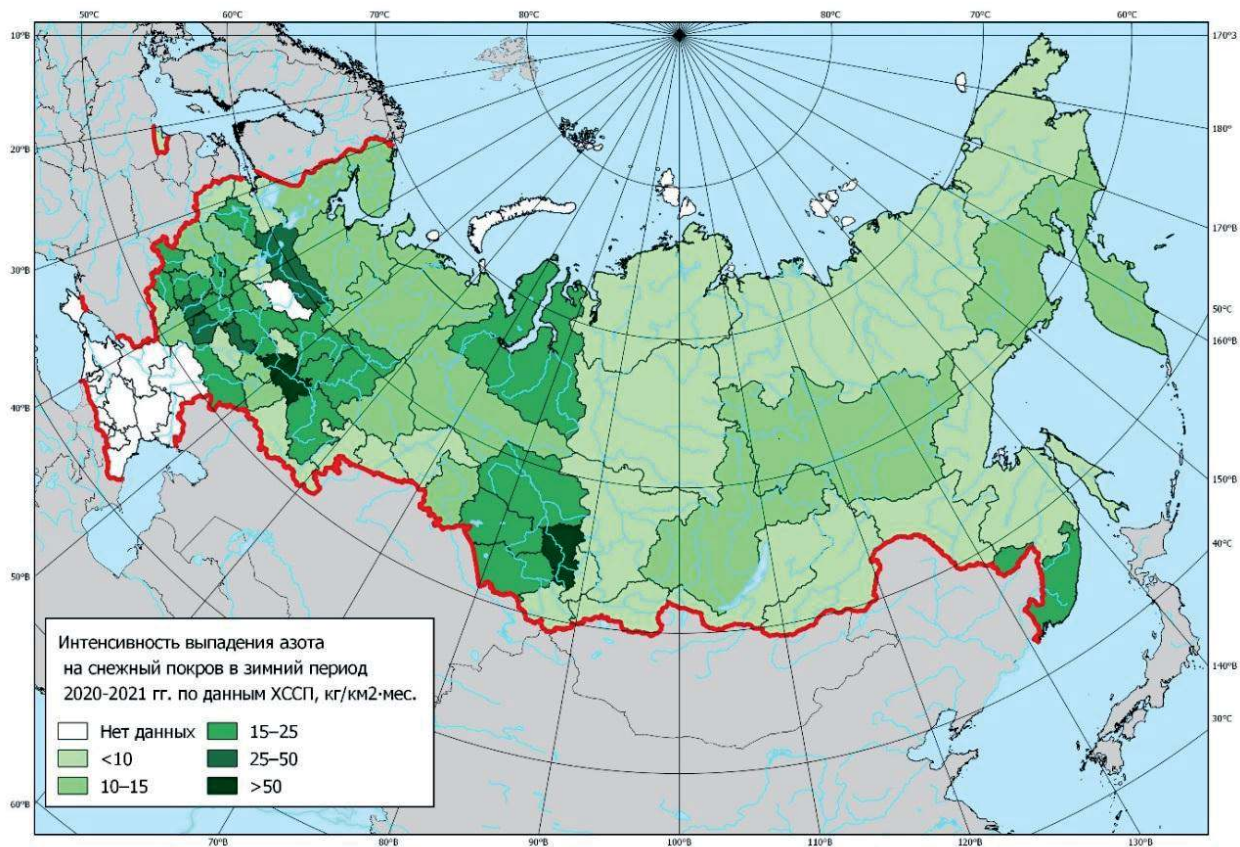 50°В 60°В 70°В 80°В 80°С 70°С 60°С
10°В 170°З
20°В 180°
30°В 170°В
50°С
160°В
40°В
150°В
40°С
50°В
140°В
30°С
60°В
Интенсивность выпадения азота
на снежный покров в зимний период
2020-2021 гг. по данным ХССП, кг/км2·мес.
Нет данных 15–25
<10 25–50
10–15 >50
70°В 80°В 90°В 100°В 110°В 120°В 130°В